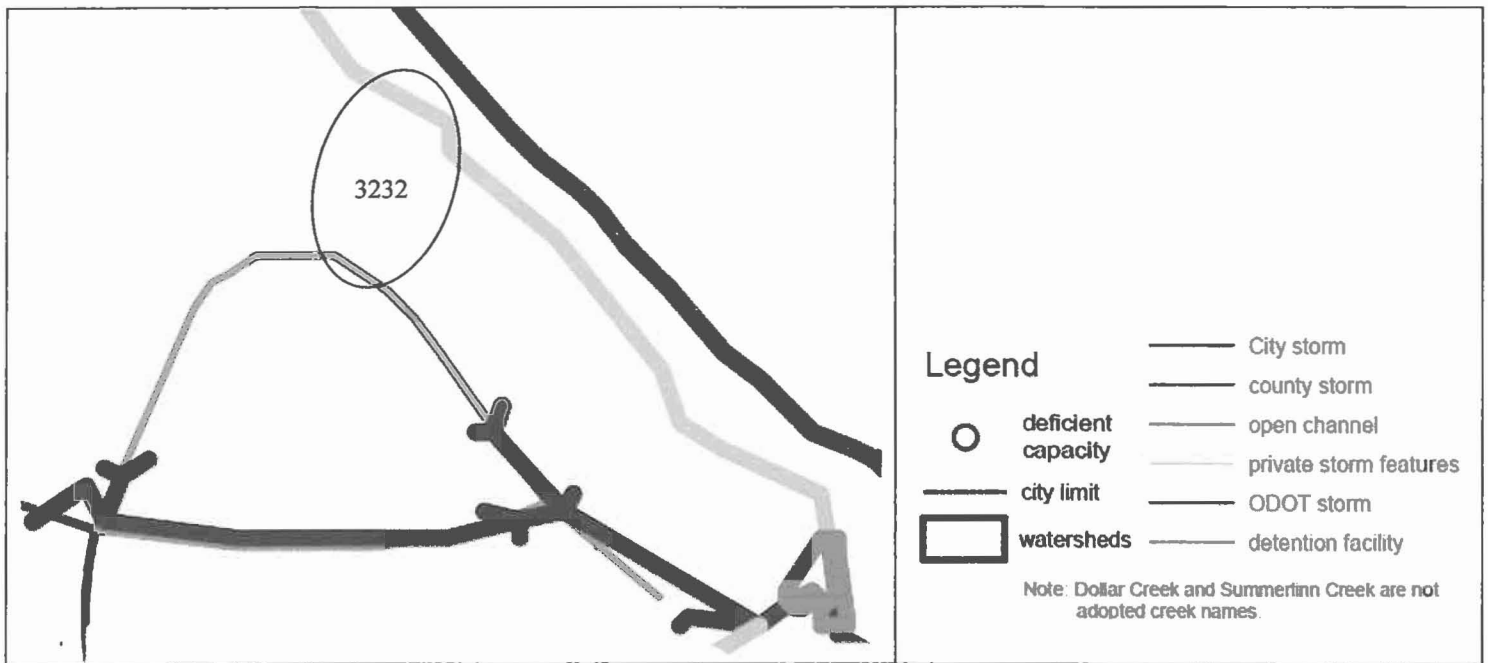 3232
Legend
deficient
capacity
city limit
watersheds
City storm
county storm
open channel
private storm features
ODOT storm
detention facility
Note: Dollar Creek and Summerlinn Creek are not
adopted creek names.